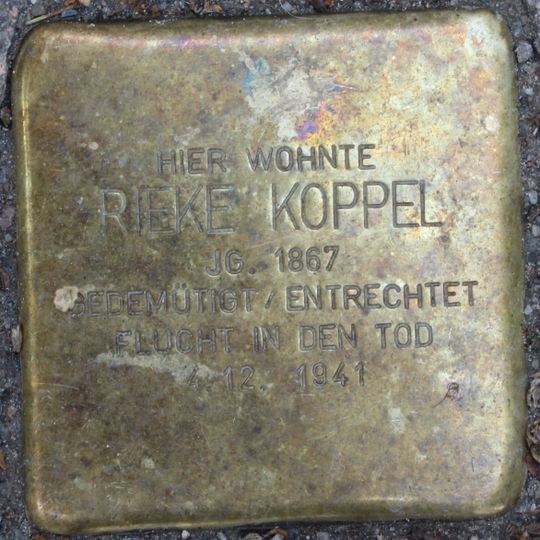 HIER WOHNTE
RIEKE KOPPEL
JG. 1867
GEDEMÜTIGT / ENTRECHTET
FLUCHT IN DEN TOD
4.12. 1941